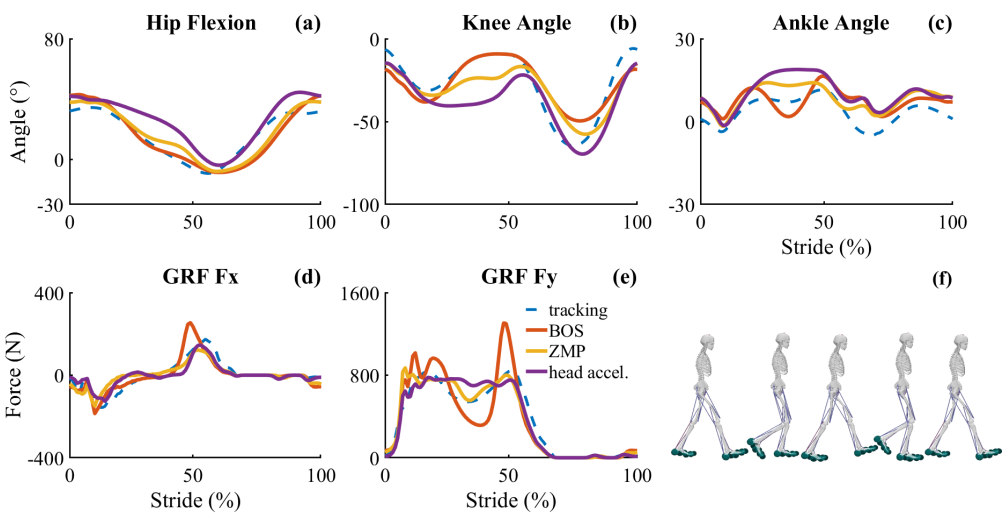 Hip Flexion (a)
Knee Angle (b)
Ankle Angle (c)
80
0
-30
Angle (°)
0 50 100
0
-50
-100
0 50 100
30
0
-30
0 50 100
Stride (%)
GRF Fx (d)
GRF Fy (e)
(f)
400
0
-400
Force (N)
0 50 100
Stride (%)
1600
800
0
0 50 100
Stride (%)
tracking
BOS
ZMP
head accel.